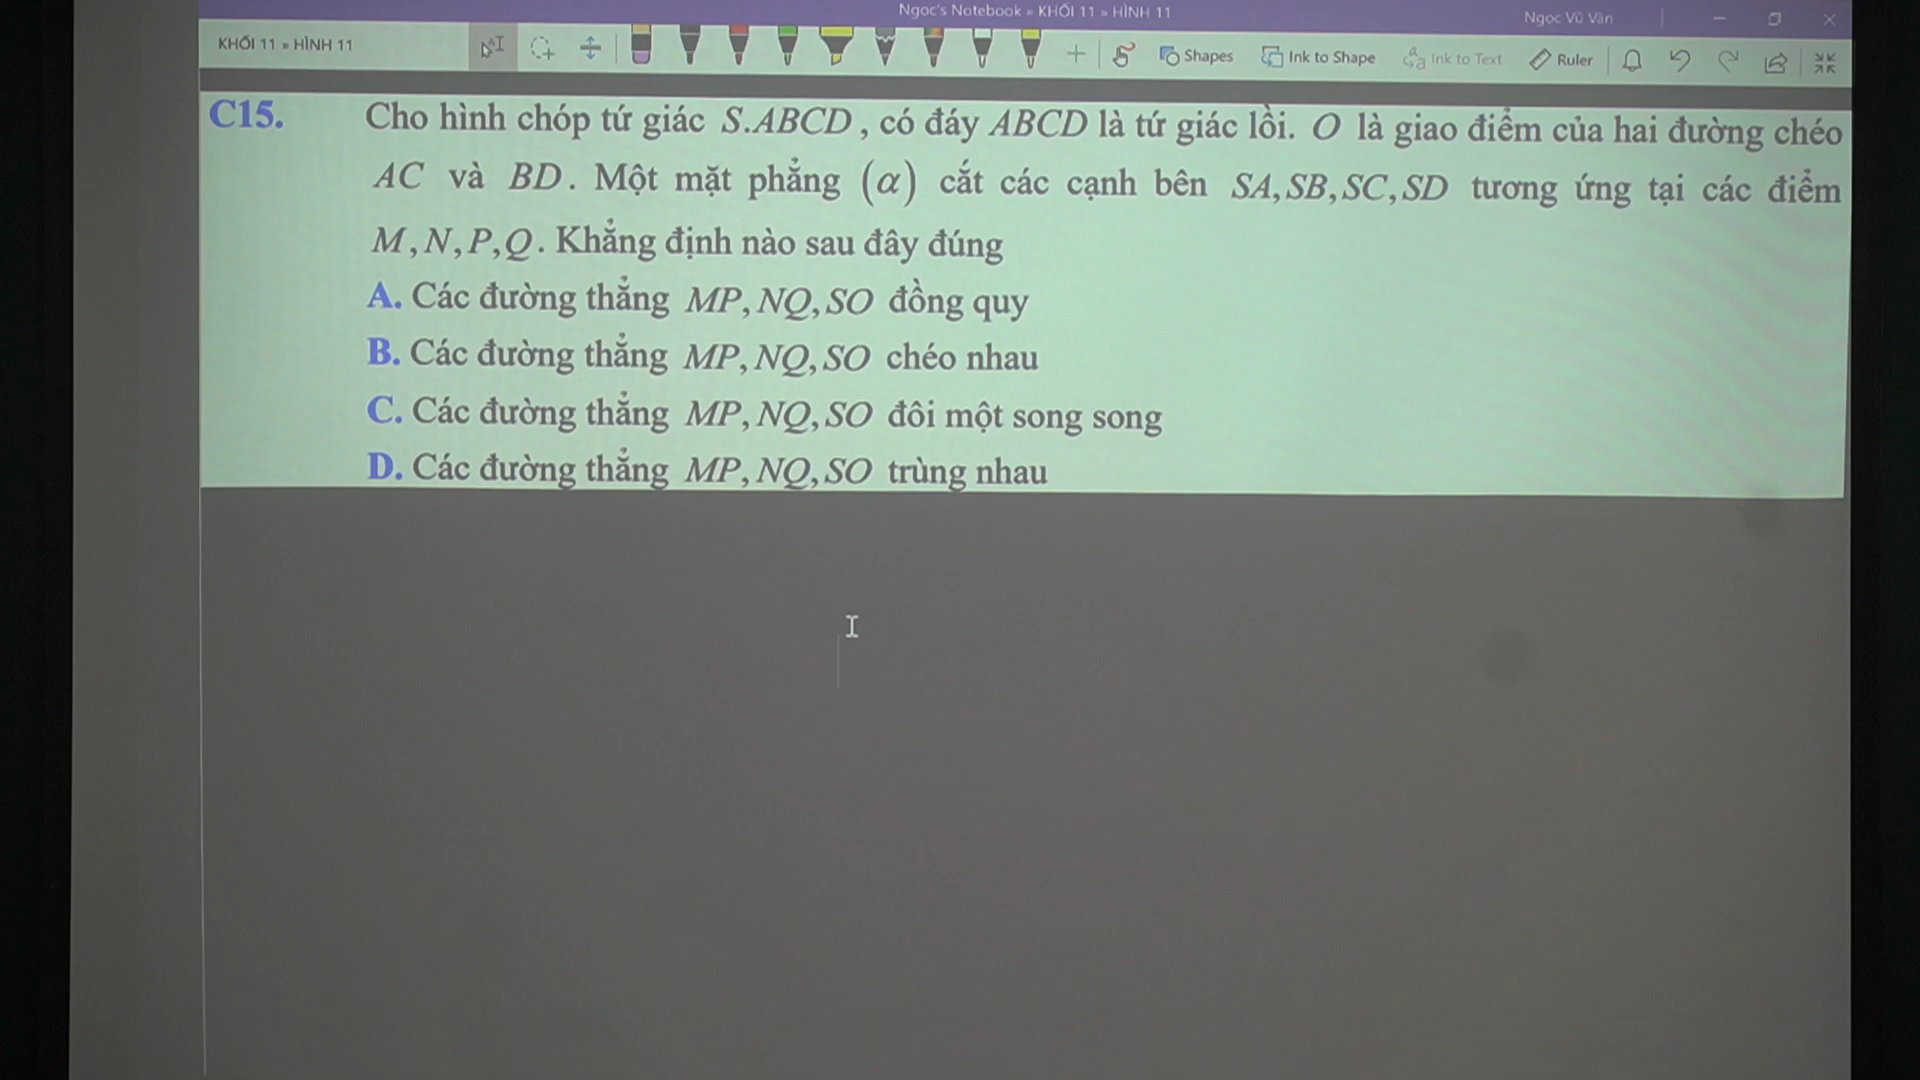 Ngoc's Notebook » KHỐI 11 » HÌNH 11
Ngoc Vũ Văn
KHỐI 11 » HÌNH 11
Shapes
Ink to Shape
Ink to Text
Ruler
C15. Cho hình chóp tứ giác S.ABCD, có đáy ABCD là tứ giác lồi. O là giao điểm của hai đường chéo
AC và BD. Một mặt phẳng (α) cắt các cạnh bên SA,SB,SC,SD tương ứng tại các điểm
M,N,P,Q. Khẳng định nào sau đây đúng
A. Các đường thẳng MP,NQ,SO đồng quy
B. Các đường thẳng MP,NQ,SO chéo nhau
C. Các đường thẳng MP,NQ,SO đôi một song song
D. Các đường thẳng MP,NQ,SO trùng nhau